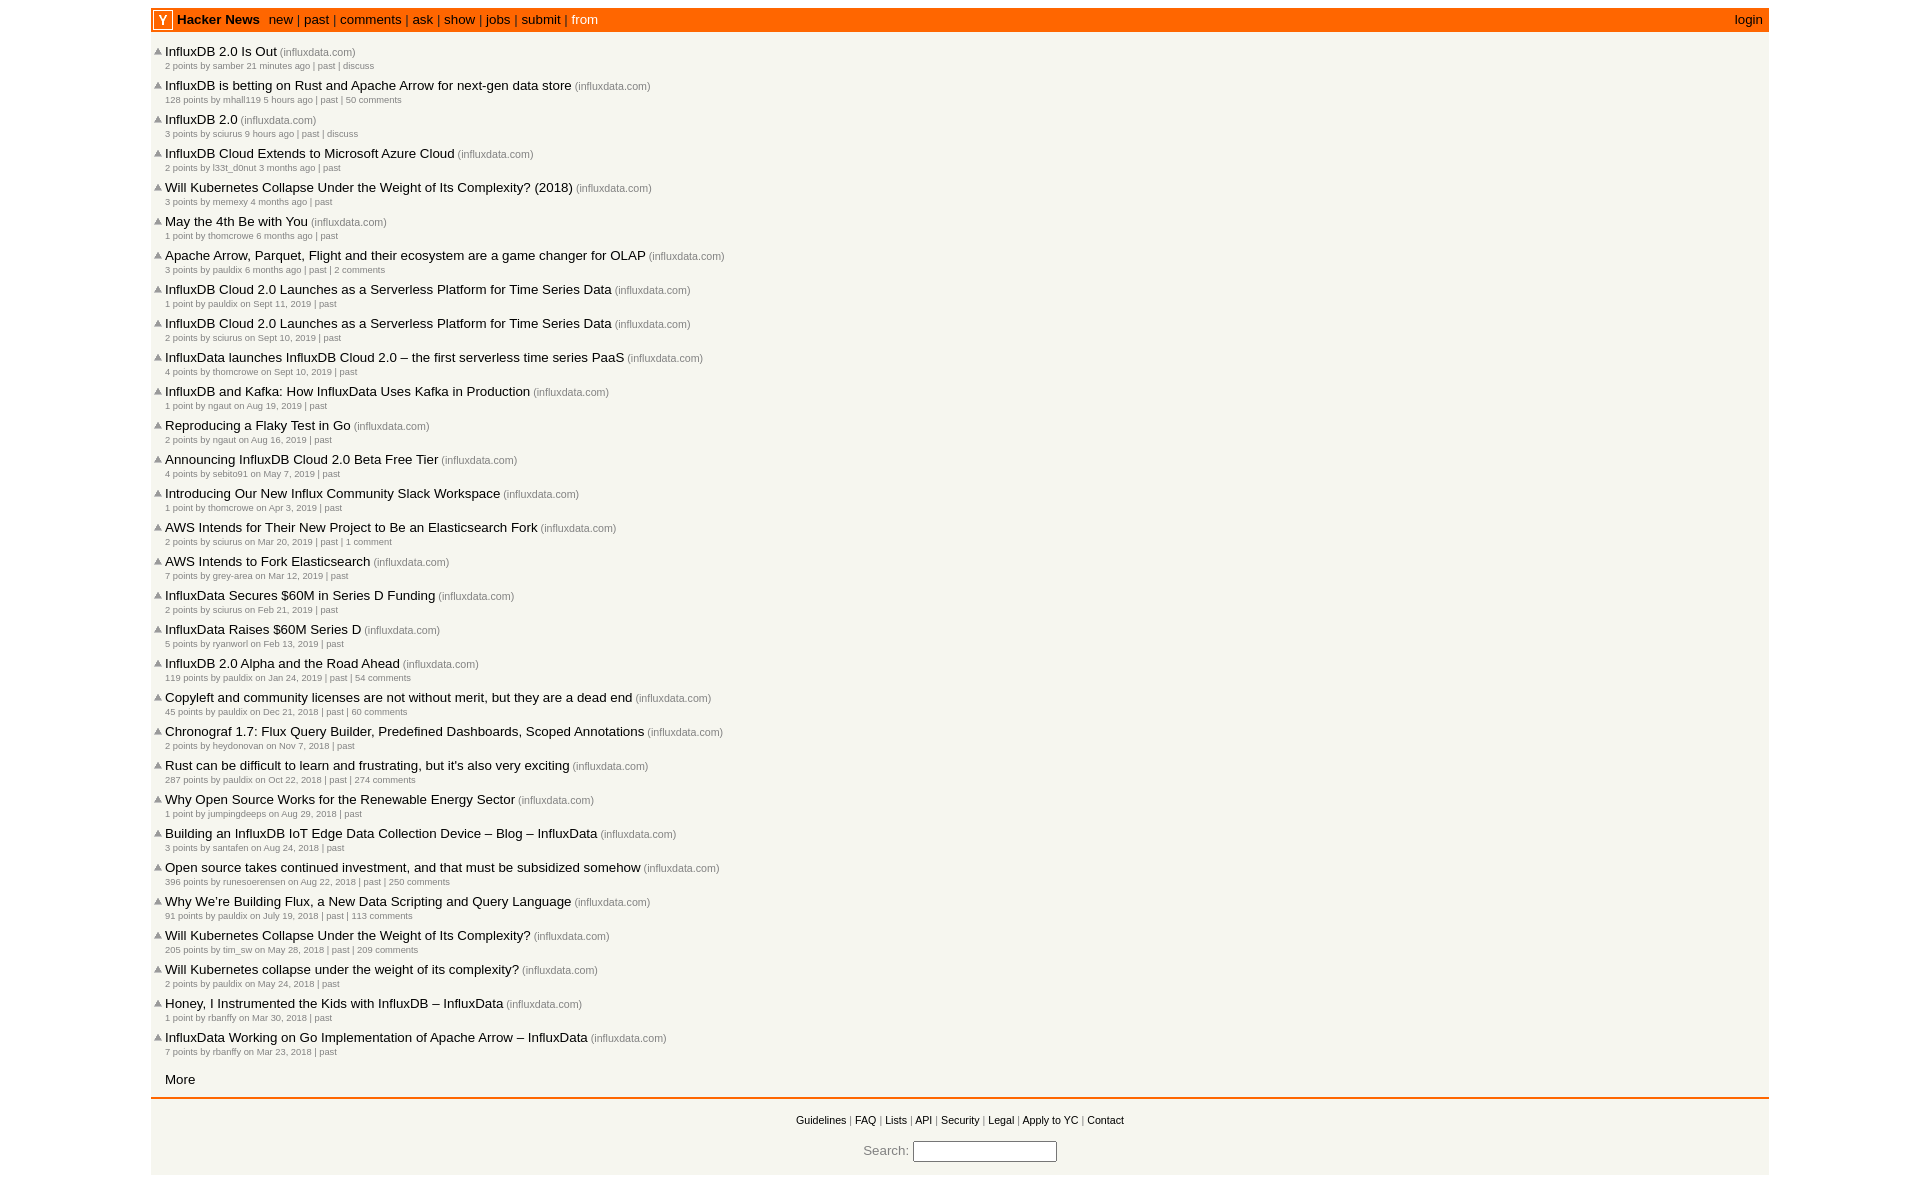 Y Hacker News new | past | comments | ask | show | jobs | submit | from login
InfluxDB 2.0 Is Out (influxdata.com)
2 points by samber 21 minutes ago | past | discuss
InfluxDB is betting on Rust and Apache Arrow for next-gen data store (influxdata.com)
128 points by mhall119 5 hours ago | past | 50 comments
InfluxDB 2.0 (influxdata.com)
3 points by sciurus 9 hours ago | past | discuss
InfluxDB Cloud Extends to Microsoft Azure Cloud (influxdata.com)
2 points by l33t_d0nut 3 months ago | past
Will Kubernetes Collapse Under the Weight of Its Complexity? (2018) (influxdata.com)
3 points by memexy 4 months ago | past
May the 4th Be with You (influxdata.com)
1 point by thomcrowe 6 months ago | past
Apache Arrow, Parquet, Flight and their ecosystem are a game changer for OLAP (influxdata.com)
3 points by pauldix 6 months ago | past | 2 comments
InfluxDB Cloud 2.0 Launches as a Serverless Platform for Time Series Data (influxdata.com)
1 point by pauldix on Sept 11, 2019 | past
InfluxDB Cloud 2.0 Launches as a Serverless Platform for Time Series Data (influxdata.com)
2 points by sciurus on Sept 10, 2019 | past
InfluxData launches InfluxDB Cloud 2.0 – the first serverless time series PaaS (influxdata.com)
4 points by thomcrowe on Sept 10, 2019 | past
InfluxDB and Kafka: How InfluxData Uses Kafka in Production (influxdata.com)
1 point by ngaut on Aug 19, 2019 | past
Reproducing a Flaky Test in Go (influxdata.com)
2 points by ngaut on Aug 16, 2019 | past
Announcing InfluxDB Cloud 2.0 Beta Free Tier (influxdata.com)
4 points by sebito91 on May 7, 2019 | past
Introducing Our New Influx Community Slack Workspace (influxdata.com)
1 point by thomcrowe on Apr 3, 2019 | past
AWS Intends for Their New Project to Be an Elasticsearch Fork (influxdata.com)
2 points by sciurus on Mar 20, 2019 | past | 1 comment
AWS Intends to Fork Elasticsearch (influxdata.com)
7 points by grey-area on Mar 12, 2019 | past
InfluxData Secures $60M in Series D Funding (influxdata.com)
2 points by sciurus on Feb 21, 2019 | past
InfluxData Raises $60M Series D (influxdata.com)
5 points by ryanworl on Feb 13, 2019 | past
InfluxDB 2.0 Alpha and the Road Ahead (influxdata.com)
119 points by pauldix on Jan 24, 2019 | past | 54 comments
Copyleft and community licenses are not without merit, but they are a dead end (influxdata.com)
45 points by pauldix on Dec 21, 2018 | past | 60 comments
Chronograf 1.7: Flux Query Builder, Predefined Dashboards, Scoped Annotations (influxdata.com)
2 points by heydonovan on Nov 7, 2018 | past
Rust can be difficult to learn and frustrating, but it's also very exciting (influxdata.com)
287 points by pauldix on Oct 22, 2018 | past | 274 comments
Why Open Source Works for the Renewable Energy Sector (influxdata.com)
1 point by jumpingdeeps on Aug 29, 2018 | past
Building an InfluxDB IoT Edge Data Collection Device – Blog – InfluxData (influxdata.com)
3 points by santafen on Aug 24, 2018 | past
Open source takes continued investment, and that must be subsidized somehow (influxdata.com)
396 points by runesoerensen on Aug 22, 2018 | past | 250 comments
Why We’re Building Flux, a New Data Scripting and Query Language (influxdata.com)
91 points by pauldix on July 19, 2018 | past | 113 comments
Will Kubernetes Collapse Under the Weight of Its Complexity? (influxdata.com)
205 points by tim_sw on May 28, 2018 | past | 209 comments
Will Kubernetes collapse under the weight of its complexity? (influxdata.com)
2 points by pauldix on May 24, 2018 | past
Honey, I Instrumented the Kids with InfluxDB – InfluxData (influxdata.com)
1 point by rbanffy on Mar 30, 2018 | past
InfluxData Working on Go Implementation of Apache Arrow – InfluxData (influxdata.com)
7 points by rbanffy on Mar 23, 2018 | past
More
Guidelines | FAQ | Lists | API | Security | Legal | Apply to YC | Contact
Search: